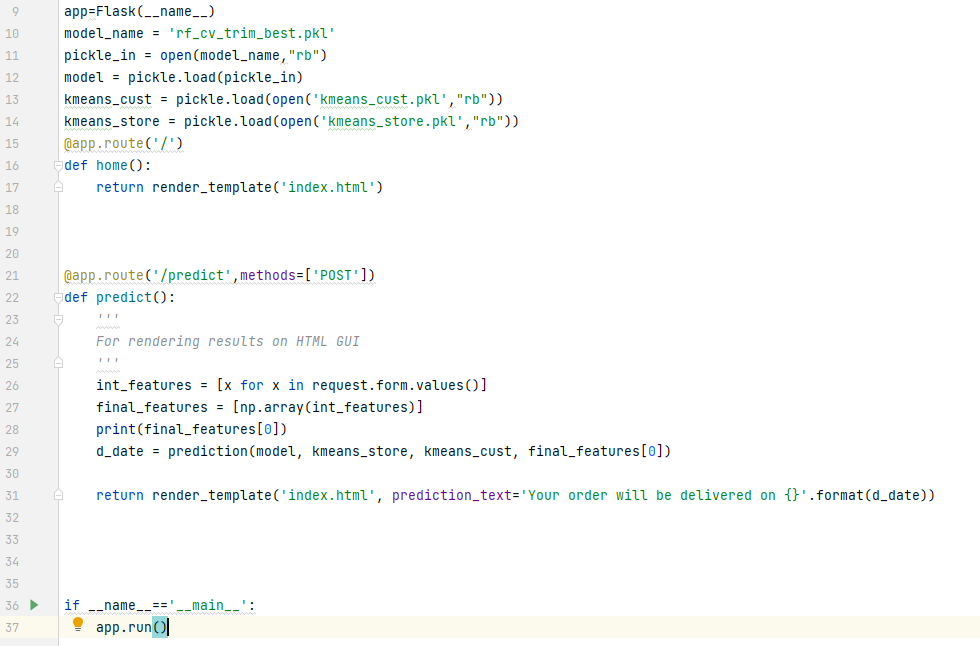 9 app=Flask(__name__)
10 model_name = 'rf_cv_trim_best.pkl'
11 pickle_in = open(model_name,"rb")
12 model = pickle.load(pickle_in)
13 kmeans_cust = pickle.load(open('kmeans_cust.pkl',"rb"))
14 kmeans_store = pickle.load(open('kmeans_store.pkl',"rb"))
15 @app.route('/')
16 def home():
17     return render_template('index.html')
18
19
20
21 @app.route('/predict',methods=['POST'])
22 def predict():
23     '''
24     For rendering results on HTML GUI
25     '''
26     int_features = [x for x in request.form.values()]
27     final_features = [np.array(int_features)]
28     print(final_features[0])
29     d_date = prediction(model, kmeans_store, kmeans_cust, final_features[0])
30
31     return render_template('index.html', prediction_text='Your order will be delivered on {}'.format(d_date))
32
33
34
35
36 if __name__=='__main__':
37     app.run()